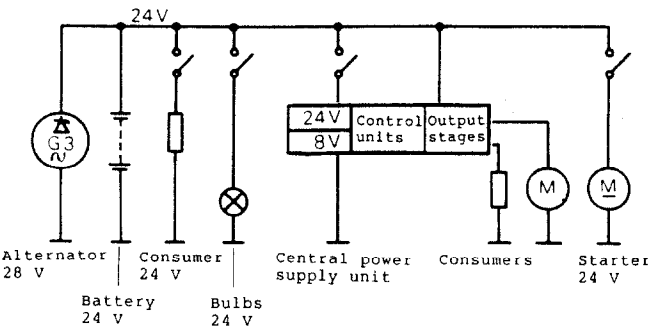 24V
24V
8V
Control
units
Output
stages
G3
M
M
Alternator
28 V
Battery
24 V
Consumer
24 V
Bulbs
24 V
Central power
supply unit
Consumers
Starter
24 V